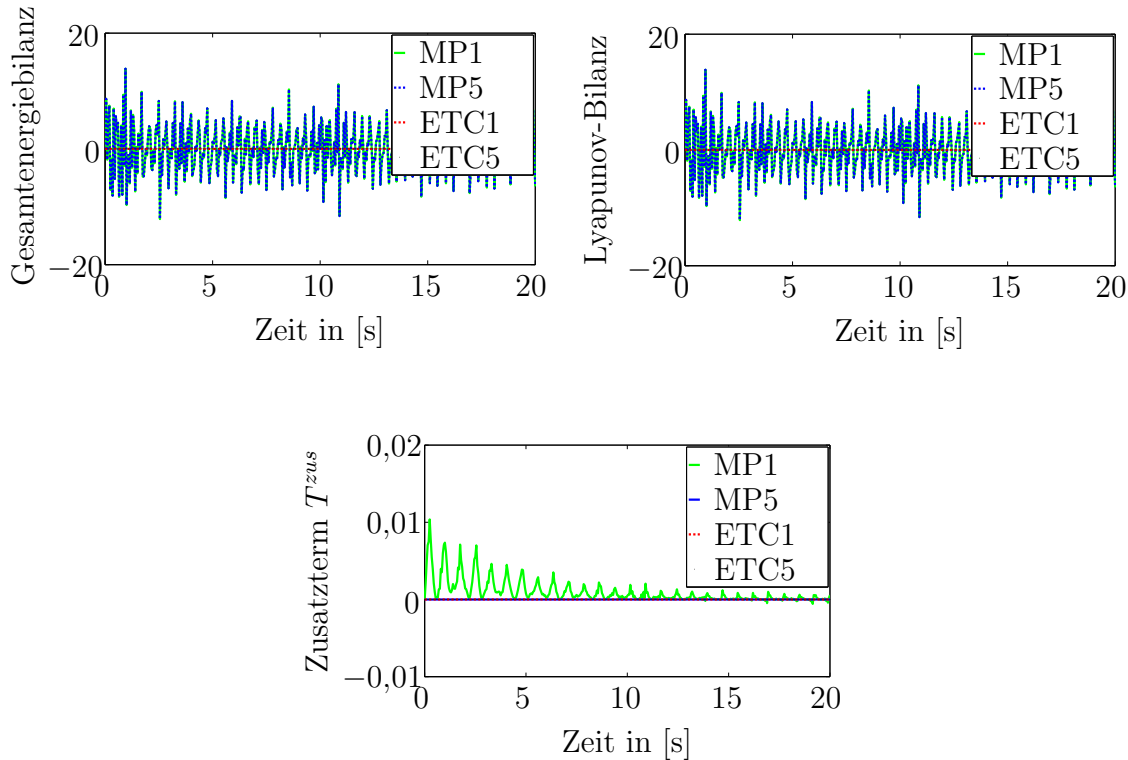 Gesamtenergiebilanz
20
0
−20
0
5
10
15
20
Zeit in [s]
MP1
MP5
ETC1
ETC5
Lyapunov-Bilanz
20
0
−20
0
5
10
15
20
Zeit in [s]
MP1
MP5
ETC1
ETC5
Zusatzterm T^{zus}
0,02
0,01
0
−0,01
0
5
10
15
20
Zeit in [s]
MP1
MP5
ETC1
ETC5